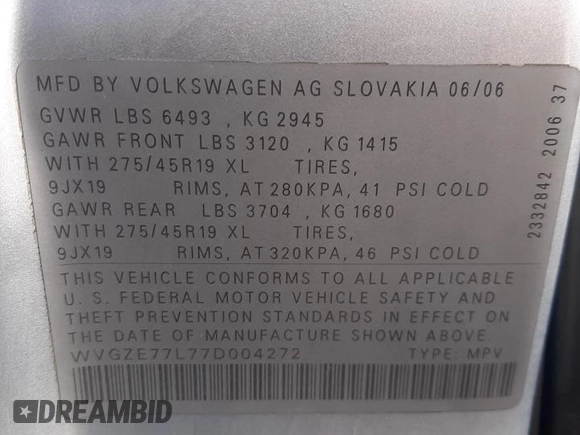 MFD BY VOLKSWAGEN AG SLOVAKIA 06/06
GVWR LBS 6493 , KG 2945
GAWR FRONT LBS 3120 , KG 1415
WITH 275/45R19 XL TIRES,
9JX19 RIMS, AT 280KPA, 41 PSI COLD
GAWR REAR LBS 3704 , KG 1680
WITH 275/45R19 XL TIRES,
9JX19 RIMS, AT 320KPA, 46 PSI COLD
THIS VEHICLE CONFORMS TO ALL APPLICABLE
U. S. FEDERAL MOTOR VEHICLE SAFETY AND
THEFT PREVENTION STANDARDS IN EFFECT ON
THE DATE OF MANUFACTURE SHOWN ABOVE.
WVGZE77L77D004272 TYPE: MPV
2332842 2006 37
DREAMBID